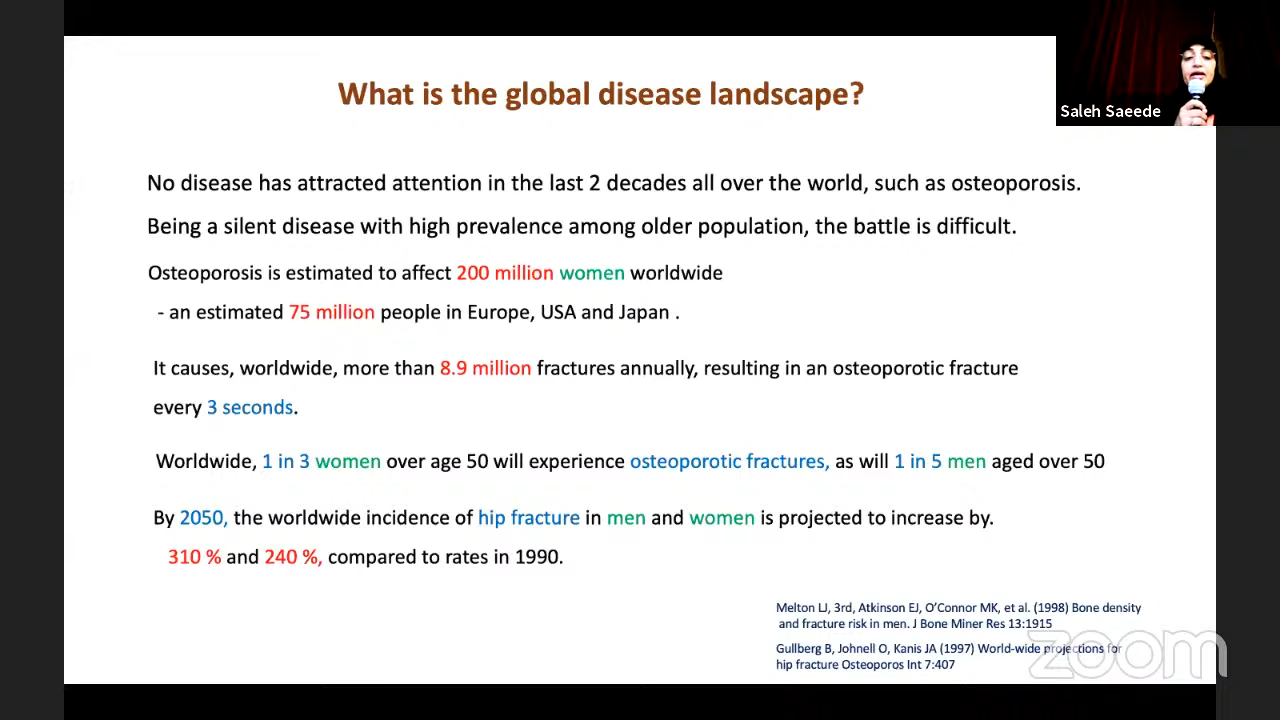 What is the global disease landscape?
Saleh Saeede
No disease has attracted attention in the last 2 decades all over the world, such as osteoporosis.
Being a silent disease with high prevalence among older population, the battle is difficult.
Osteoporosis is estimated to affect 200 million women worldwide
- an estimated 75 million people in Europe, USA and Japan .
It causes, worldwide, more than 8.9 million fractures annually, resulting in an osteoporotic fracture
every 3 seconds.
Worldwide, 1 in 3 women over age 50 will experience osteoporotic fractures, as will 1 in 5 men aged over 50
By 2050, the worldwide incidence of hip fracture in men and women is projected to increase by.
310 % and 240 %, compared to rates in 1990.
Melton LJ, 3rd, Atkinson EJ, O’Connor MK, et al. (1998) Bone density
and fracture risk in men. J Bone Miner Res 13:1915
Gullberg B, Johnell O, Kanis JA (1997) World-wide projections for
hip fracture Osteoporos Int 7:407
zoom